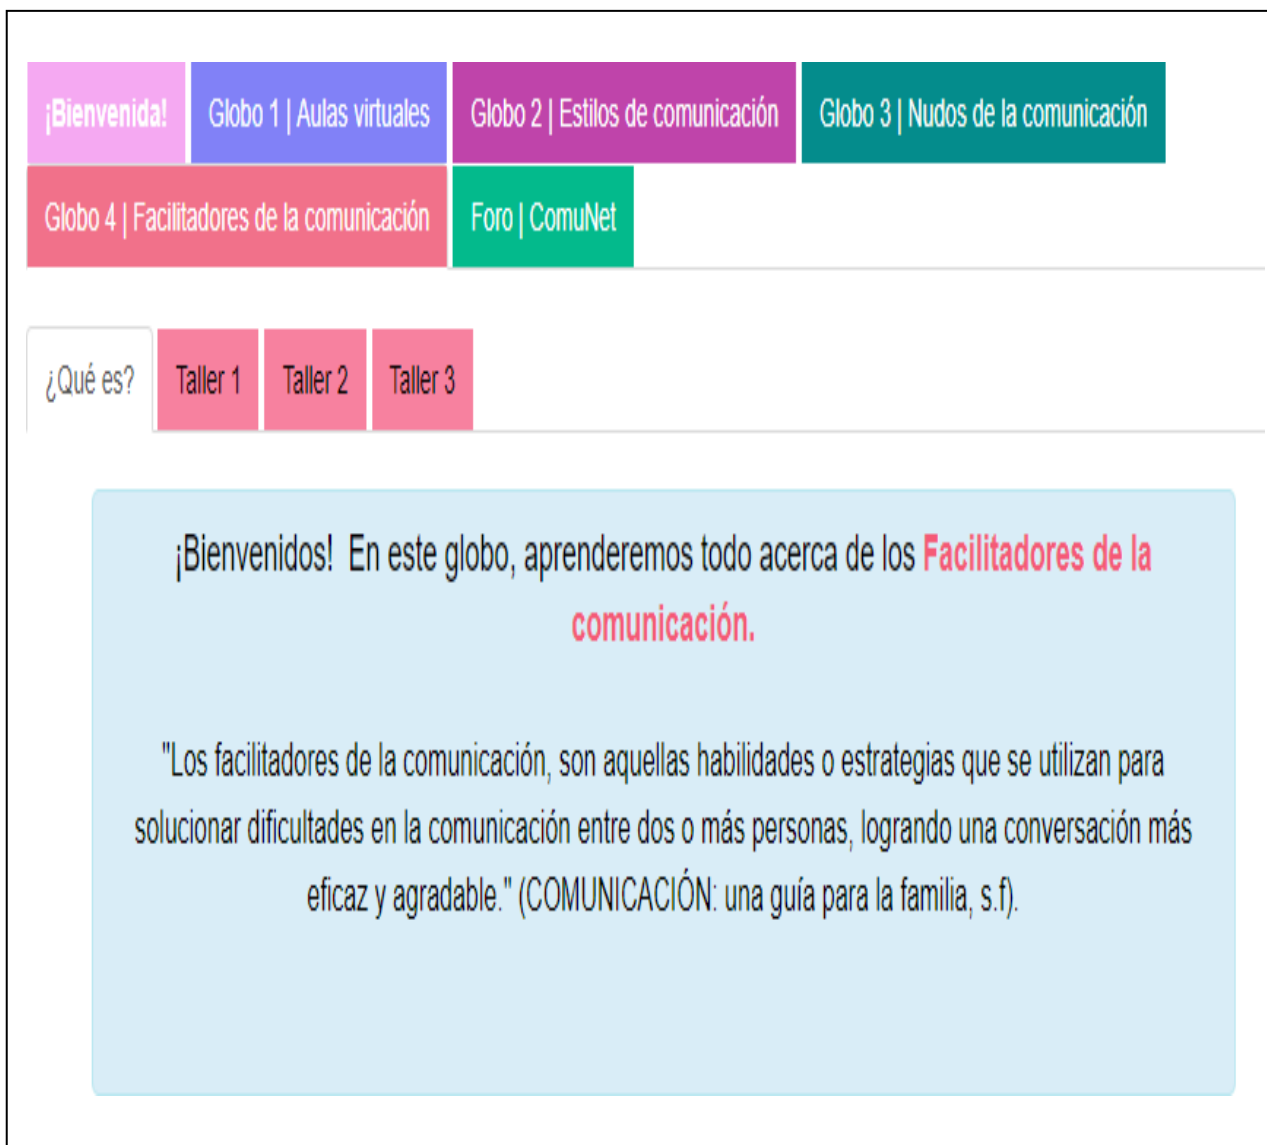 ¡Bienvenida! Globo 1 | Aulas virtuales Globo 2 | Estilos de comunicación Globo 3 | Nudos de la comunicación
Globo 4 | Facilitadores de la comunicación Foro | ComuNet
¿Qué es? Taller 1 Taller 2 Taller 3
¡Bienvenidos! En este globo, aprenderemos todo acerca de los Facilitadores de la
comunicación.
"Los facilitadores de la comunicación, son aquellas habilidades o estrategias que se utilizan para
solucionar dificultades en la comunicación entre dos o más personas, logrando una conversación más
eficaz y agradable." (COMUNICACIÓN: una guía para la familia, s.f).